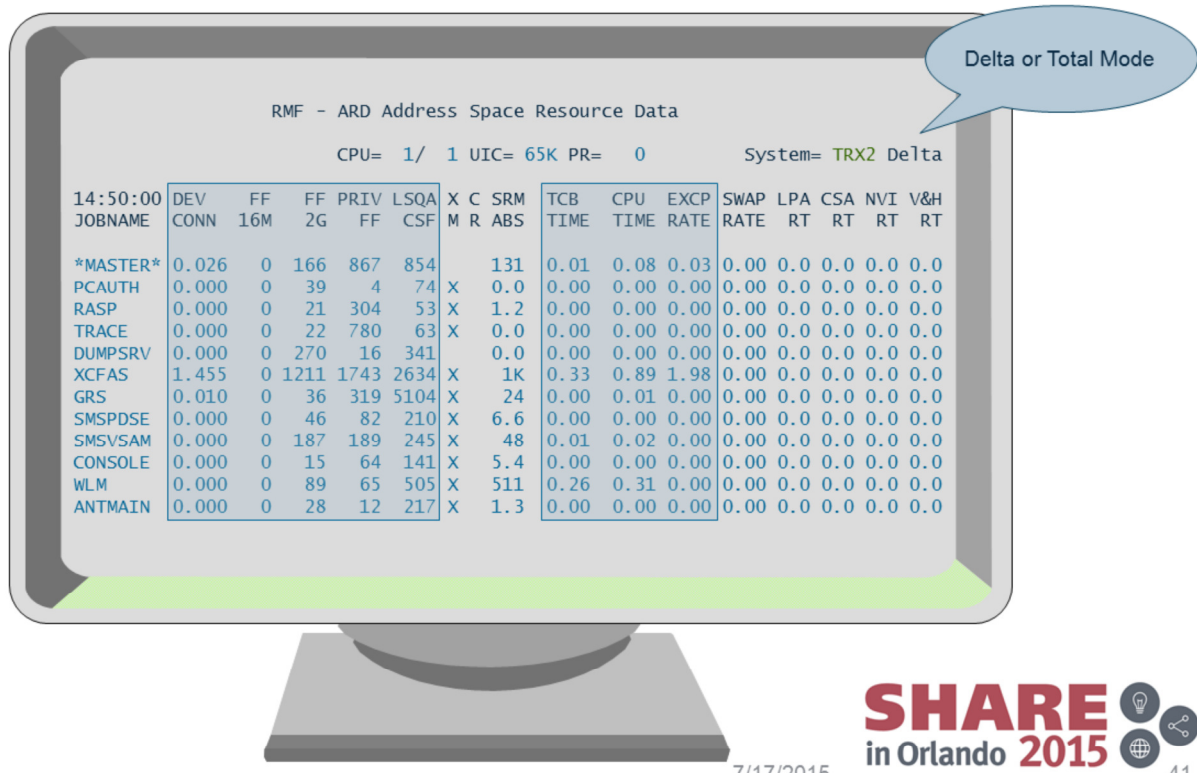 Delta or Total Mode
RMF - ARD Address Space Resource Data
CPU= 1/ 1 UIC= 65K PR= 0 System= TRX2 Delta
14:50:00 DEV FF FF PRIV LSQA X C SRM TCB CPU EXCP SWAP LPA CSA NVI V&H
JOBNAME CONN 16M 2G FF CSF M R ABS TIME TIME RATE RATE RT RT RT RT
*MASTER* 0.026 0 166 867 854 131 0.01 0.08 0.03 0.00 0.0 0.0 0.0 0.0
PCAUTH 0.000 0 39 4 74 X 0.0 0.00 0.00 0.00 0.00 0.0 0.0 0.0 0.0
RASP 0.000 0 21 304 53 X 1.2 0.00 0.00 0.00 0.00 0.0 0.0 0.0 0.0
TRACE 0.000 0 22 780 63 X 0.0 0.00 0.00 0.00 0.00 0.0 0.0 0.0 0.0
DUMPSRV 0.000 0 270 16 341 0.0 0.00 0.00 0.00 0.00 0.0 0.0 0.0 0.0
XCFAS 1.455 0 1211 1743 2634 X 1K 0.33 0.89 1.98 0.00 0.0 0.0 0.0 0.0
GRS 0.010 0 36 319 5104 X 24 0.00 0.01 0.00 0.00 0.0 0.0 0.0 0.0
SMSPDSE 0.000 0 46 82 210 X 6.6 0.00 0.00 0.00 0.00 0.0 0.0 0.0 0.0
SMSVSAM 0.000 0 187 189 245 X 48 0.01 0.02 0.00 0.00 0.0 0.0 0.0 0.0
CONSOLE 0.000 0 15 64 141 X 5.4 0.00 0.00 0.00 0.00 0.0 0.0 0.0 0.0
WLM 0.000 0 89 65 505 X 511 0.26 0.31 0.00 0.00 0.0 0.0 0.0 0.0
ANTMAIN 0.000 0 28 12 217 X 1.3 0.00 0.00 0.00 0.00 0.0 0.0 0.0 0.0
SHARE
in Orlando 2015
7/17/2015
41